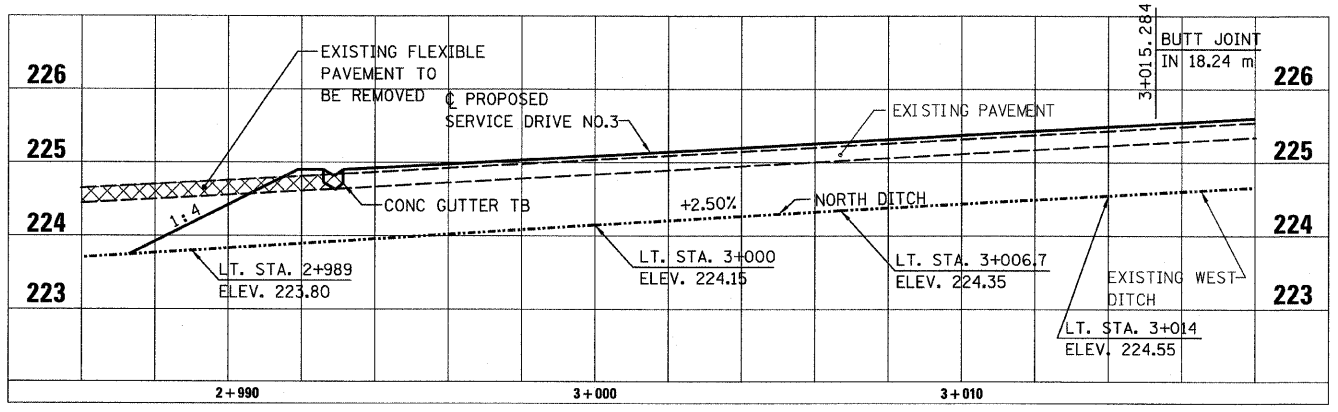 EXISTING FLEXIBLE
PAVEMENT TO
BE REMOVED
℄ PROPOSED
SERVICE DRIVE NO.3
EXISTING PAVEMENT
3+015.284
BUTT JOINT
IN 18.24 m
226
226
225
225
224
224
223
223
1:4
CONC GUTTER TB
+2.50%
NORTH DITCH
LT. STA. 2+989
ELEV. 223.80
LT. STA. 3+000
ELEV. 224.15
LT. STA. 3+006.7
ELEV. 224.35
EXISTING WEST
DITCH
LT. STA. 3+014
ELEV. 224.55
2+990
3+000
3+010